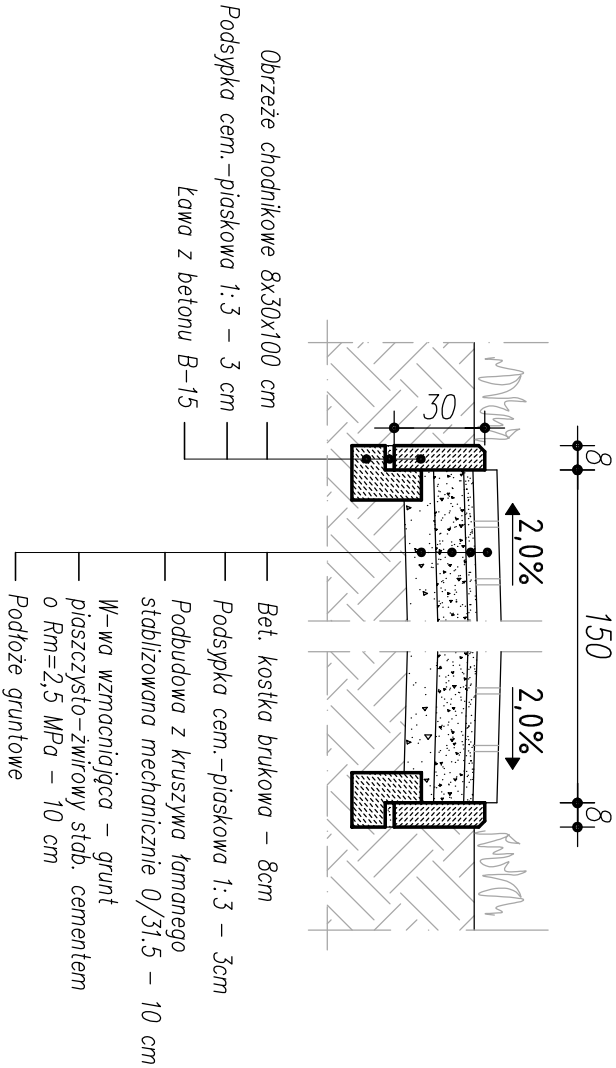 8
150
8
2,0%
2,0%
30
Obrzeże chodnikowe 8x30x100 cm
Podsypka cem.-piaskowa 1:3 - 3 cm
Ława z betonu B-15
Bet. kostka brukowa - 8cm
Podsypka cem.-piaskowa 1:3 - 3cm
Podbudowa z kruszywa łamanego
stablizowana mechanicznie 0/31.5 - 10 cm
W-wa wzmacniająca - grunt
piaszczysto-żwirowy stab. cementem
o Rm=2,5 MPa - 10 cm
Podłoże gruntowe